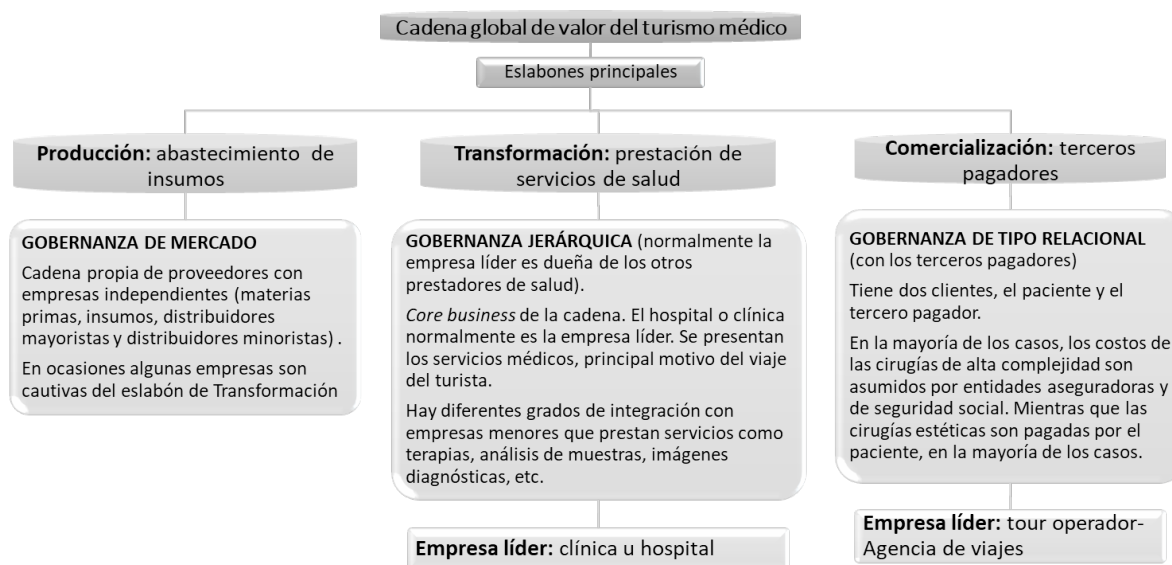 Cadena global de valor del turismo médico
Eslabones principales
Producción: abastecimiento de
insumos
GOBERNANZA DE MERCADO
Cadena propia de proveedores con
empresas independientes (materias
primas, insumos, distribuidores
mayoristas y distribuidores minoristas) .
En ocasiones algunas empresas son
cautivas del eslabón de Transformación
Transformación: prestación de
servicios de salud
GOBERNANZA JERÁRQUICA (normalmente la
empresa líder es dueña de los otros
prestadores de salud).
Core business de la cadena. El hospital o clínica
normalmente es la empresa líder. Se presentan
los servicios médicos, principal motivo del viaje
del turista.
Hay diferentes grados de integración con
empresas menores que prestan servicios como
terapias, análisis de muestras, imágenes
diagnósticas, etc.
Empresa líder: clínica u hospital
Comercialización: terceros
pagadores
GOBERNANZA DE TIPO RELACIONAL
(con los terceros pagadores)
Tiene dos clientes, el paciente y el
tercero pagador.
En la mayoría de los casos, los costos de
las cirugías de alta complejidad son
asumidos por entidades aseguradoras y
de seguridad social. Mientras que las
cirugías estéticas son pagadas por el
paciente, en la mayoría de los casos.
Empresa líder: tour operador-
Agencia de viajes